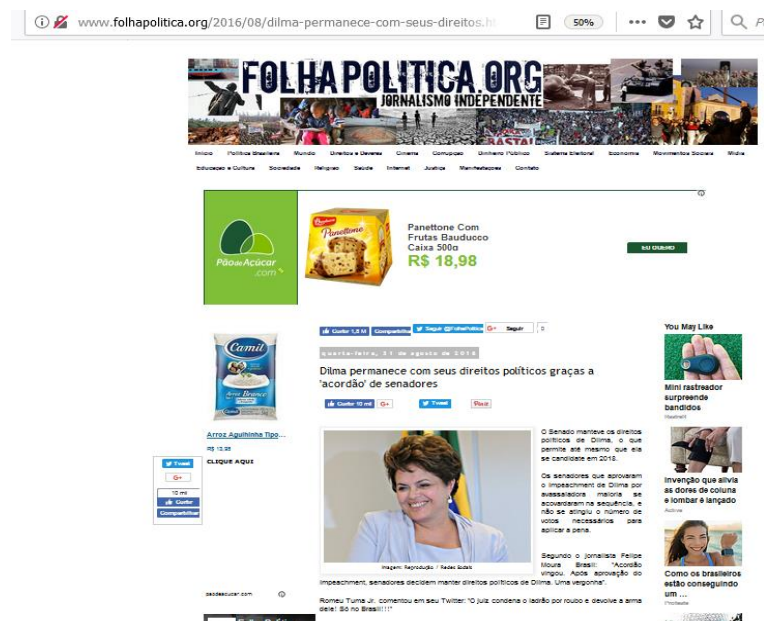 www.folhapolitica.org/2016/08/dilma-permanece-com-seus-direitos.h
50%
FOLHA POLITICA.ORG
JORNALISMO INDEPENDENTE
BASTA!
Início Política Brasileira Mundo Direitos e Deveres Cinema Corrupção Dinheiro Público Sistema Eleitoral Economia Movimentos Sociais Mídia
Educação e Cultura Sociedade Religião Saúde Internet Justiça Manifestações Contato
Pão de Açúcar
.com
Bauducco
Panettone
Panettone Com
Frutas Bauducco
Caixa 500g
R$ 18,98
EU QUERO
Camil
Arroz Branco
Arroz Agulhinha Tipo...
CLIQUE AQUI
Tweet
G+
10 mil
Curtir
Compartilhar
paodeacucar.com
Curtir 1,8 M Compartilhar Seguir @FolhaPolitica G+ Seguir 0
quarta-feira, 31 de agosto de 2016
Dilma permanece com seus direitos políticos graças a
'acordão' de senadores
Curtir 10 mil G+ Tweet Pin it
Imagem: Reprodução / Redes Sociais
O Senado manteve os direitos
políticos de Dilma, o que
permite até mesmo que ela
se candidate em 2018.
Os senadores que aprovaram
o impeachment de Dilma por
avassaladora maioria se
acovardaram na sequência, e
não se atingiu o número de
votos necessários para
aplicar a pena.
Segundo o jornalista Felipe
Moura Brasil: "Acordão
vingou. Após aprovação do
impeachment, senadores decidem manter direitos políticos de Dilma. Uma vergonha".
Romeu Tuma Jr. comentou em seu Twitter: "O juiz condena o ladrão por roubo e devolve a arma
dele! Só no Brasil!!!"
You May Like
Mini rastreador
surpreende
bandidos
Invenção que alivia
as dores de coluna
e lombar é lançado
Como os brasileiros
estão conseguindo
um ...